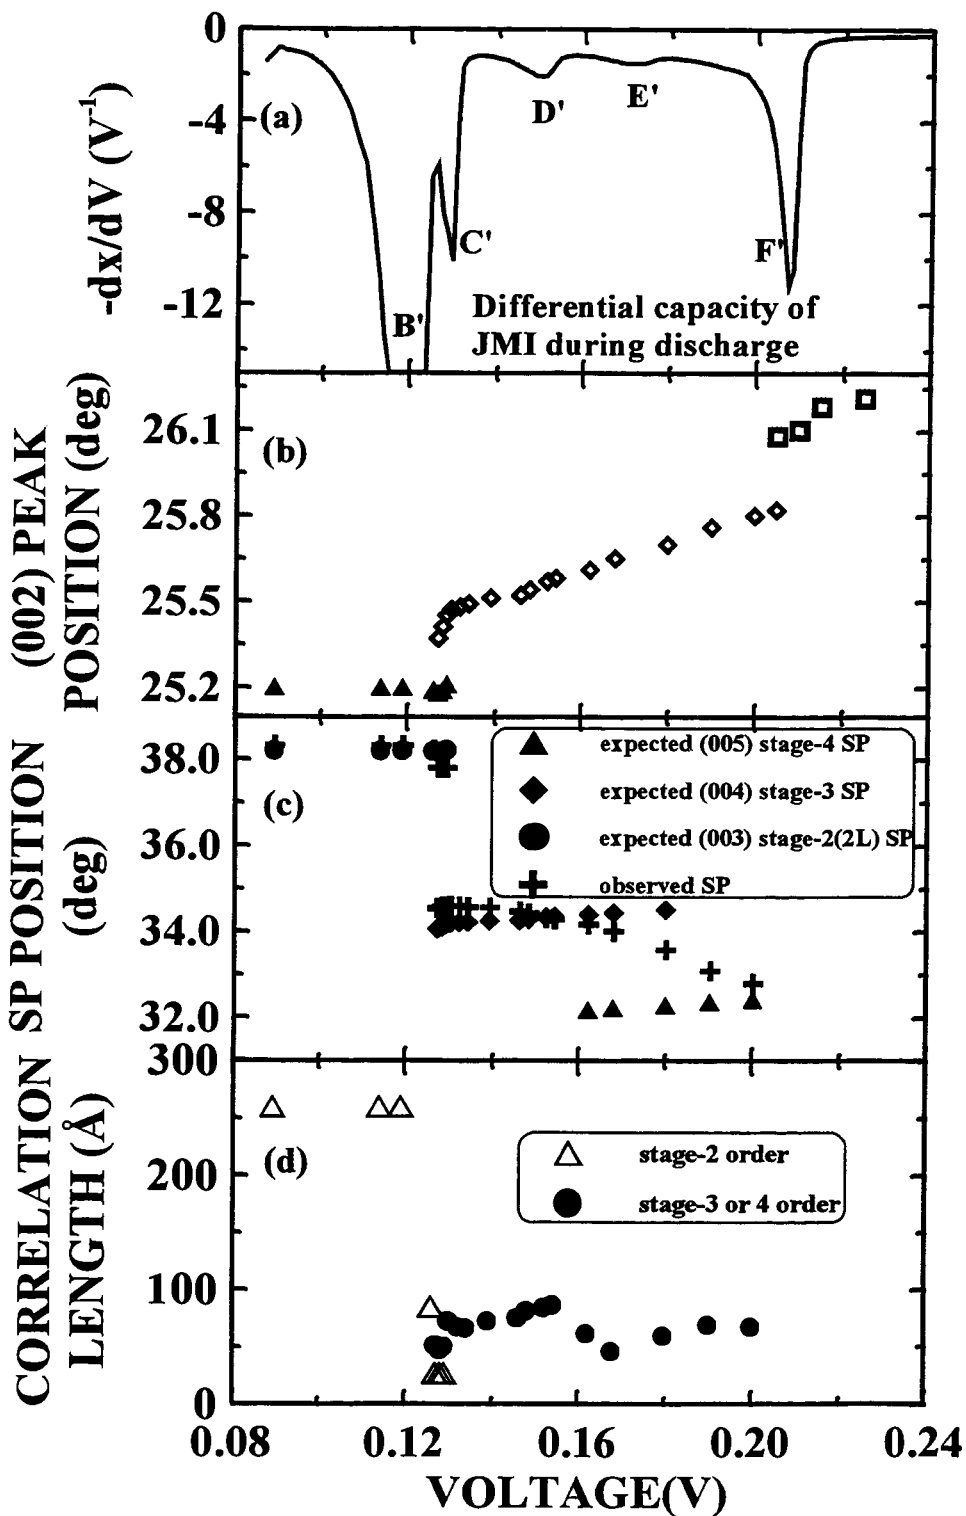 0
-4
-8
-12
-dx/dV (V-1)
(a)
B'
C'
D'
E'
F'
Differential capacity of
JMI during discharge
(002) PEAK
POSITION (deg)
26.1
25.8
25.5
25.2
(b)
SP POSITION
(deg)
38.0
36.0
34.0
32.0
(c)
expected (005) stage-4 SP
expected (004) stage-3 SP
expected (003) stage-2(2L) SP
observed SP
CORRELATION
LENGTH (Å)
300
200
100
0
(d)
stage-2 order
stage-3 or 4 order
0.08
0.12
0.16
0.20
0.24
VOLTAGE(V)